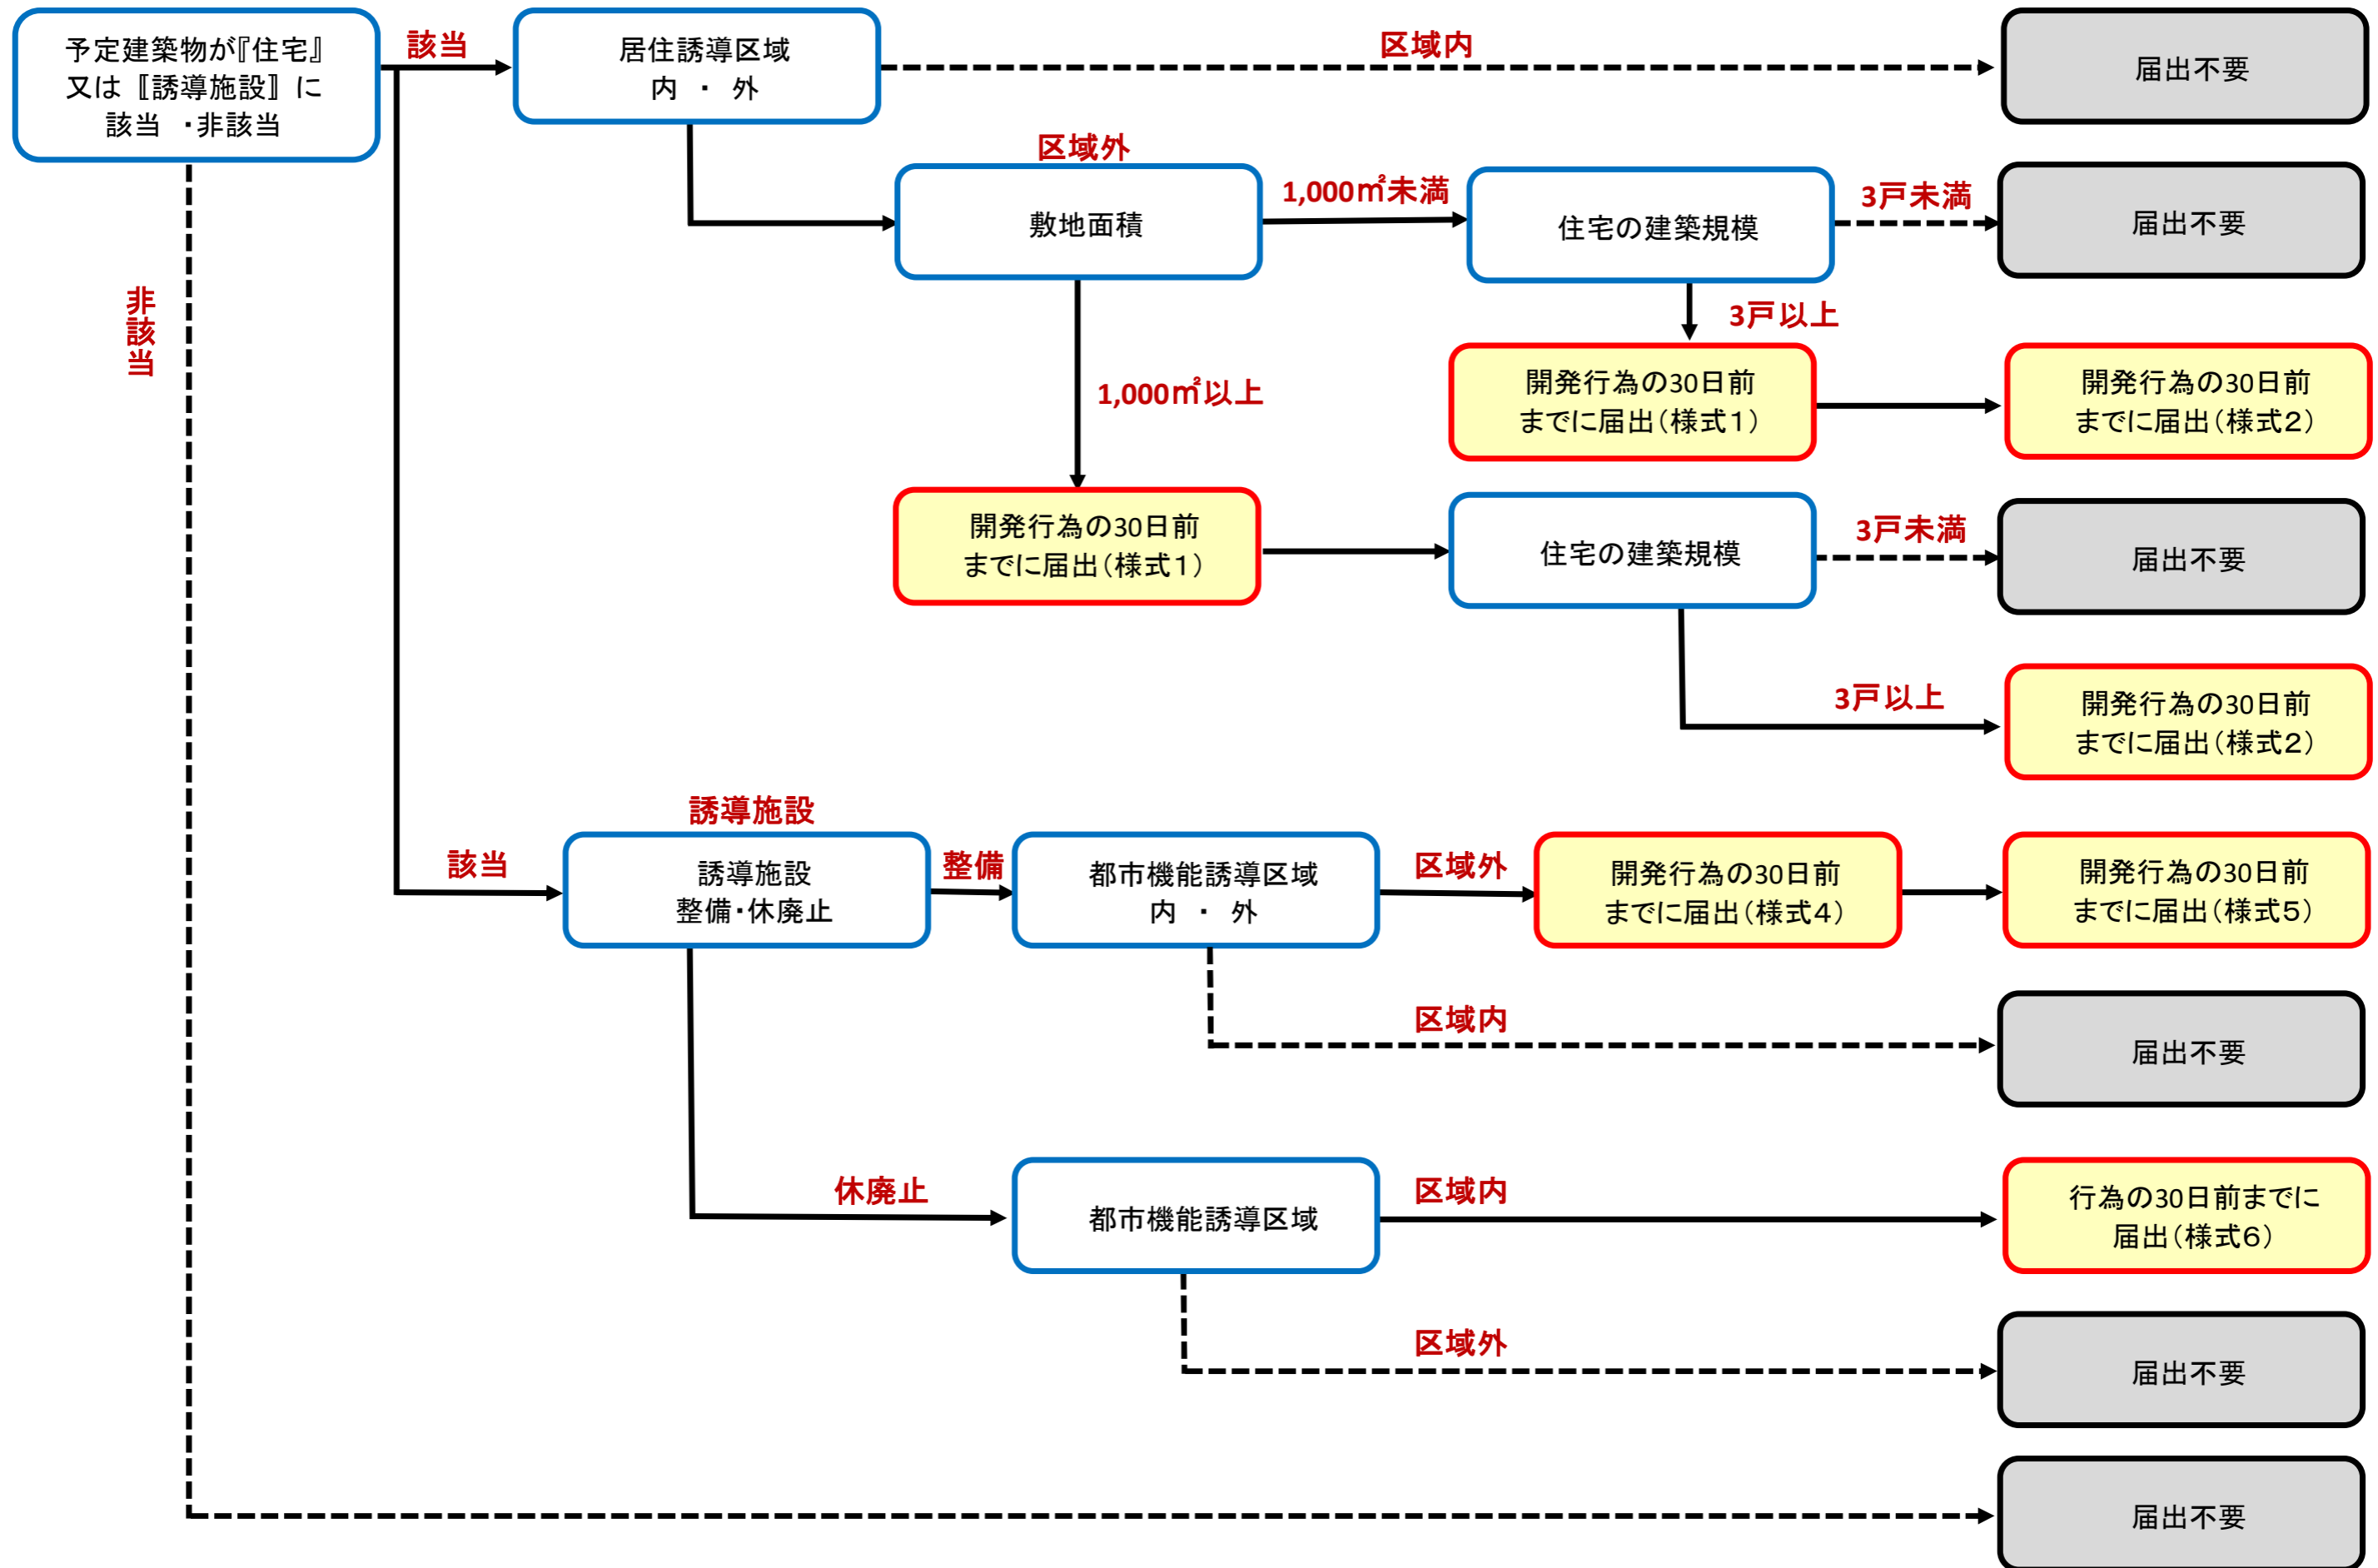 予定建築物が『住宅』
又は『誘導施設』に
該当 ・非該当
該当
居住誘導区域
内 ・ 外
区域内
届出不要
区域外
敷地面積
1,000㎡未満
住宅の建築規模
3戸未満
届出不要
非該当
3戸以上
1,000㎡以上
開発行為の30日前
までに届出（様式１）
開発行為の30日前
までに届出（様式２）
開発行為の30日前
までに届出（様式１）
住宅の建築規模
3戸未満
届出不要
3戸以上
開発行為の30日前
までに届出（様式２）
誘導施設
該当
誘導施設
整備・休廃止
整備
都市機能誘導区域
内 ・ 外
区域外
開発行為の30日前
までに届出（様式４）
開発行為の30日前
までに届出（様式５）
区域内
届出不要
休廃止
都市機能誘導区域
区域内
行為の30日前までに
届出（様式６）
区域外
届出不要
届出不要